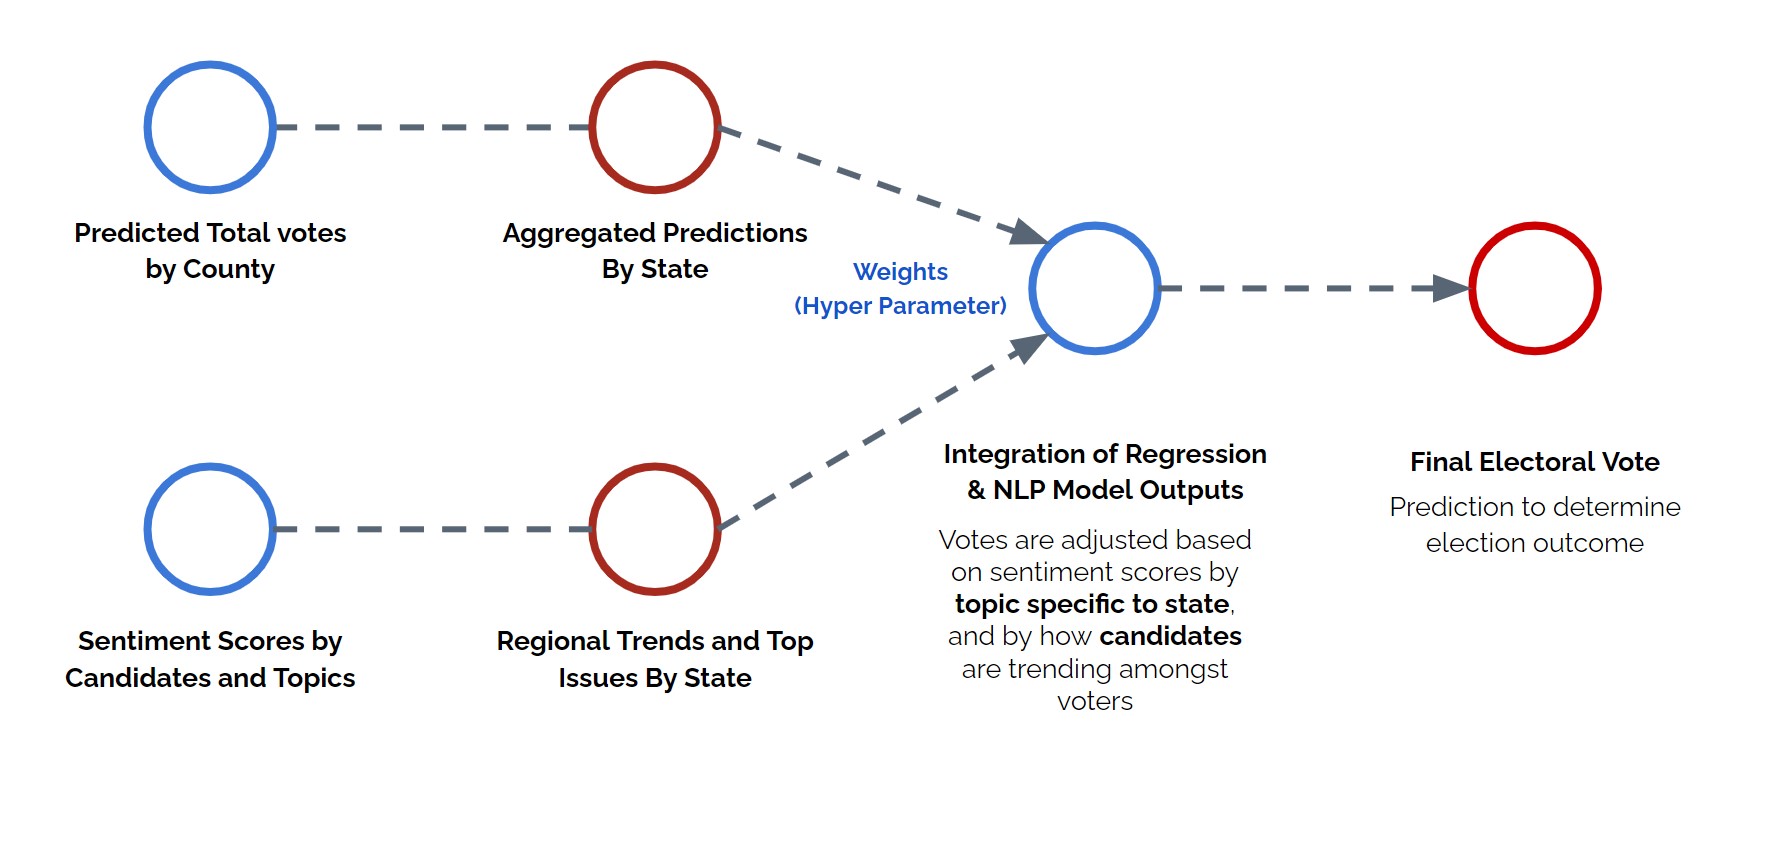 Predicted Total votes
by County
Aggregated Predictions
By State
Weights
(Hyper Parameter)
Sentiment Scores by
Candidates and Topics
Regional Trends and Top
Issues By State
Integration of Regression
& NLP Model Outputs
Votes are adjusted based
on sentiment scores by
topic specific to state,
and by how candidates
are trending amongst
voters
Final Electoral Vote
Prediction to determine
election outcome